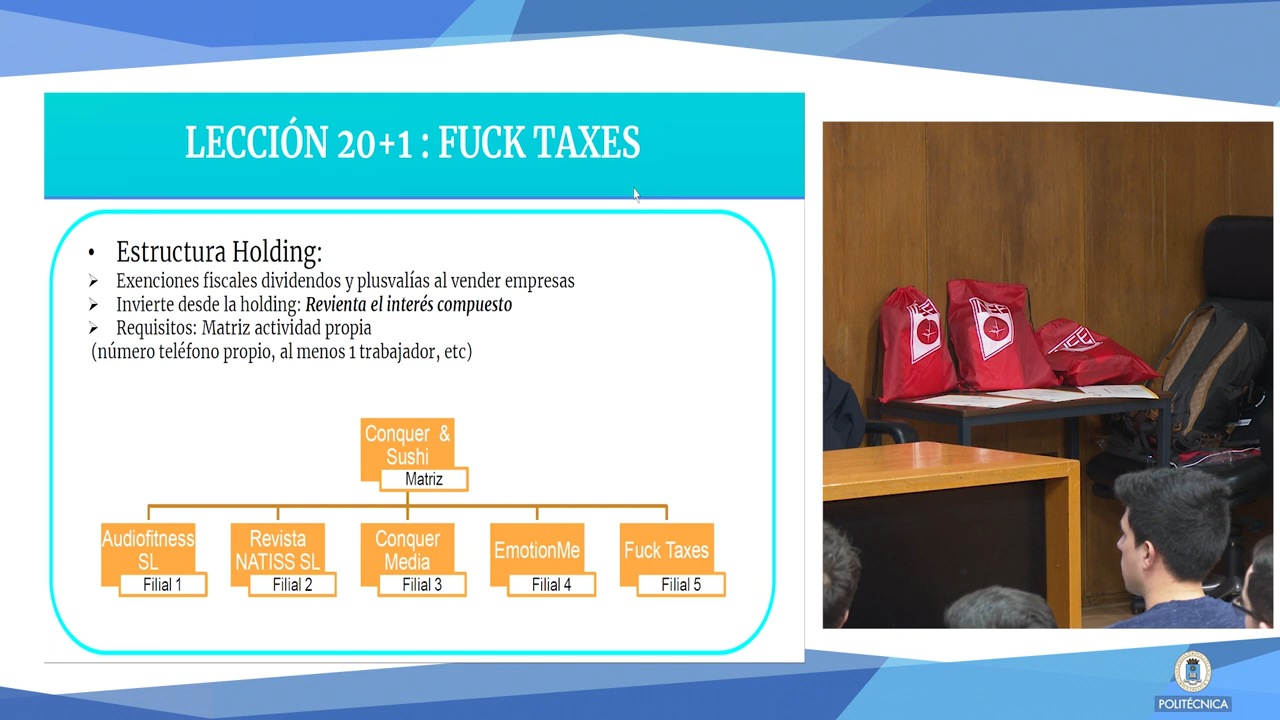 LECCIÓN 20+1 : FUCK TAXES
• Estructura Holding:
Exenciones fiscales dividendos y plusvalías al vender empresas
Invierte desde la holding: Revienta el interés compuesto
Requisitos: Matriz actividad propia
(número teléfono propio, al menos 1 trabajador, etc)
Conquer &
Sushi
Matriz
Audiofitness
SL
Filial 1
Revista
NATISS SL
Filial 2
Conquer
Media
Filial 3
EmotionMe
Filial 4
Fuck Taxes
Filial 5
POLITÉCNICA